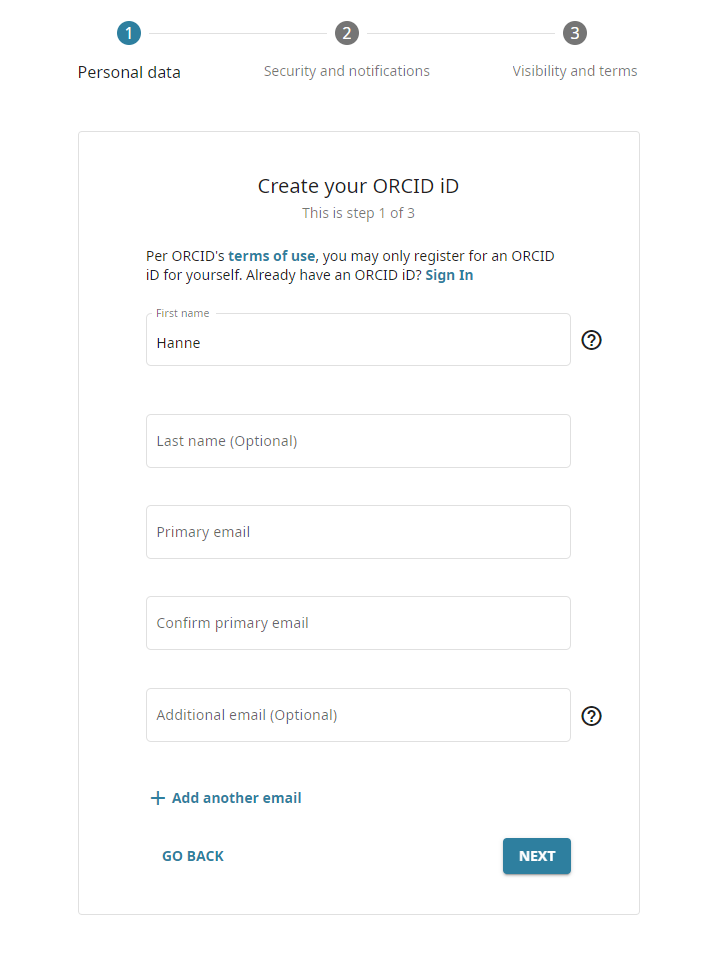 1
2
3
Personal data
Security and notifications
Visibility and terms
Create your ORCID iD
This is step 1 of 3
Per ORCID's terms of use, you may only register for an ORCID
iD for yourself. Already have an ORCID iD? Sign In
First name
Hanne
Last name (Optional)
Primary email
Confirm primary email
Additional email (Optional)
+ Add another email
GO BACK
NEXT